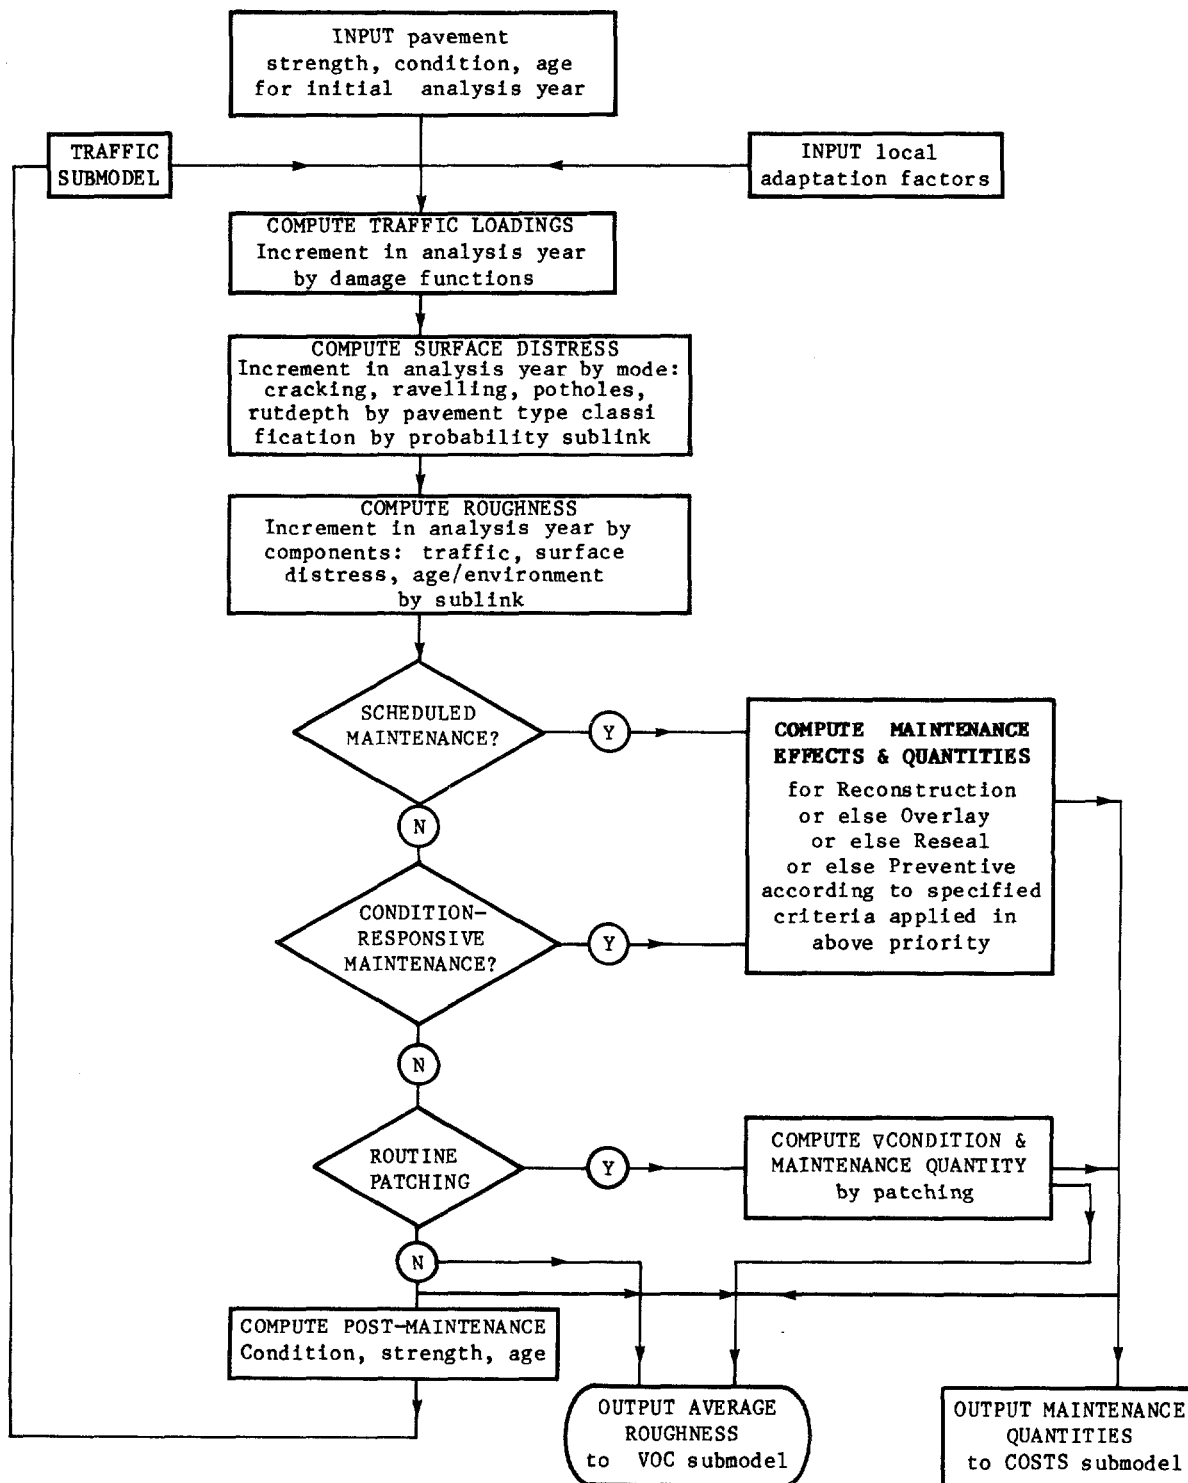 INPUT pavement
strength, condition, age
for initial analysis year
TRAFFIC
SUBMODEL
INPUT local
adaptation factors
COMPUTE TRAFFIC LOADINGS
Increment in analysis year
by damage functions
COMPUTE SURFACE DISTRESS
Increment in analysis year by mode:
cracking, ravelling, potholes,
rutdepth by pavement type classi
fication by probability sublink
COMPUTE ROUGHNESS
Increment in analysis year by
components: traffic, surface
distress, age/environment
by sublink
SCHEDULED
MAINTENANCE?
Y
COMPUTE MAINTENANCE
EFFECTS & QUANTITIES
for Reconstruction
or else Overlay
or else Reseal
or else Preventive
according to specified
criteria applied in
above priority
N
CONDITION-
RESPONSIVE
MAINTENANCE?
Y
N
ROUTINE
PATCHING
Y
COMPUTE ∇CONDITION &
MAINTENANCE QUANTITY
by patching
N
COMPUTE POST-MAINTENANCE
Condition, strength, age
OUTPUT AVERAGE
ROUGHNESS
to VOC submodel
OUTPUT MAINTENANCE
QUANTITIES
to COSTS submodel